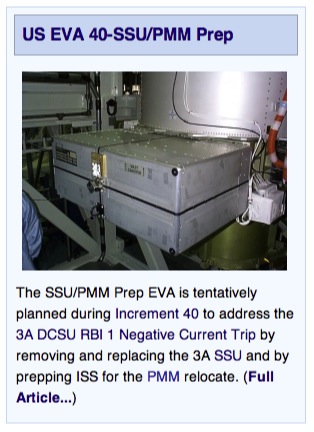 US EVA 40-SSU/PMM Prep
The SSU/PMM Prep EVA is tentatively
planned during Increment 40 to address the
3A DCSU RBI 1 Negative Current Trip by
removing and replacing the 3A SSU and by
prepping ISS for the PMM relocate. (Full
Article...)